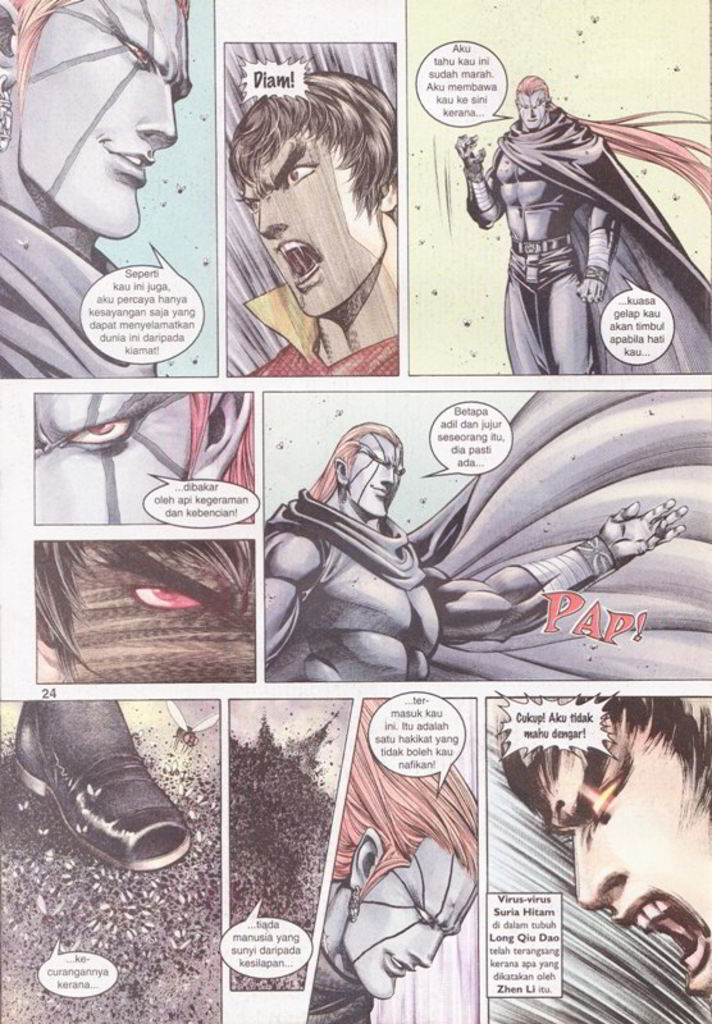 Seperti
kau ini juga,
aku percaya hanya
kesayangan saja yang
dapat menyelamatkan
dunia ini daripada
kiamat!
Diam!
Aku
tahu kau ini
sudah marah.
Aku membawa
kau ke sini
kerana...
...kuasa
gelap kau
akan timbul
apabila hati
kau...
...dibakar
oleh api kegeraman
dan kebencian!
Betapa
adil dan jujur
seseorang itu,
dia pasti
ada...
PAP!
24
...ke-
curangannya
kerana...
...tiada
manusia yang
sunyi daripada
kesilapan...
...ter-
masuk kau
ini. Itu adalah
satu hakikat yang
tidak boleh kau
nafikan!
Cukup! Aku tidak
mahu dengar!
Virus-virus
Suria Hitam
di dalam tubuh
Long Qiu Dao
telah terangsang
kerana apa yang
dikatakan oleh
Zhen Li itu.